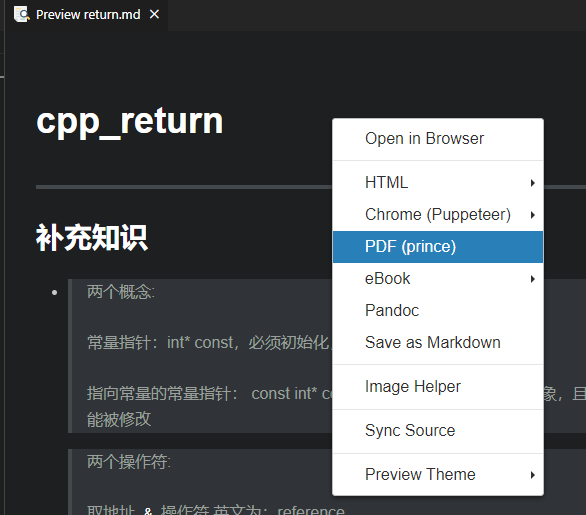 Preview return.md
cpp_return
补充知识
两个概念:
常量指针：int* const，必须初始化，
指向常量的常量指针： const int* co
象，且
能被修改
两个操作符:
取地址 & 操作符 英文为：reference
Open in Browser
HTML
Chrome (Puppeteer)
PDF (prince)
eBook
Pandoc
Save as Markdown
Image Helper
Sync Source
Preview Theme